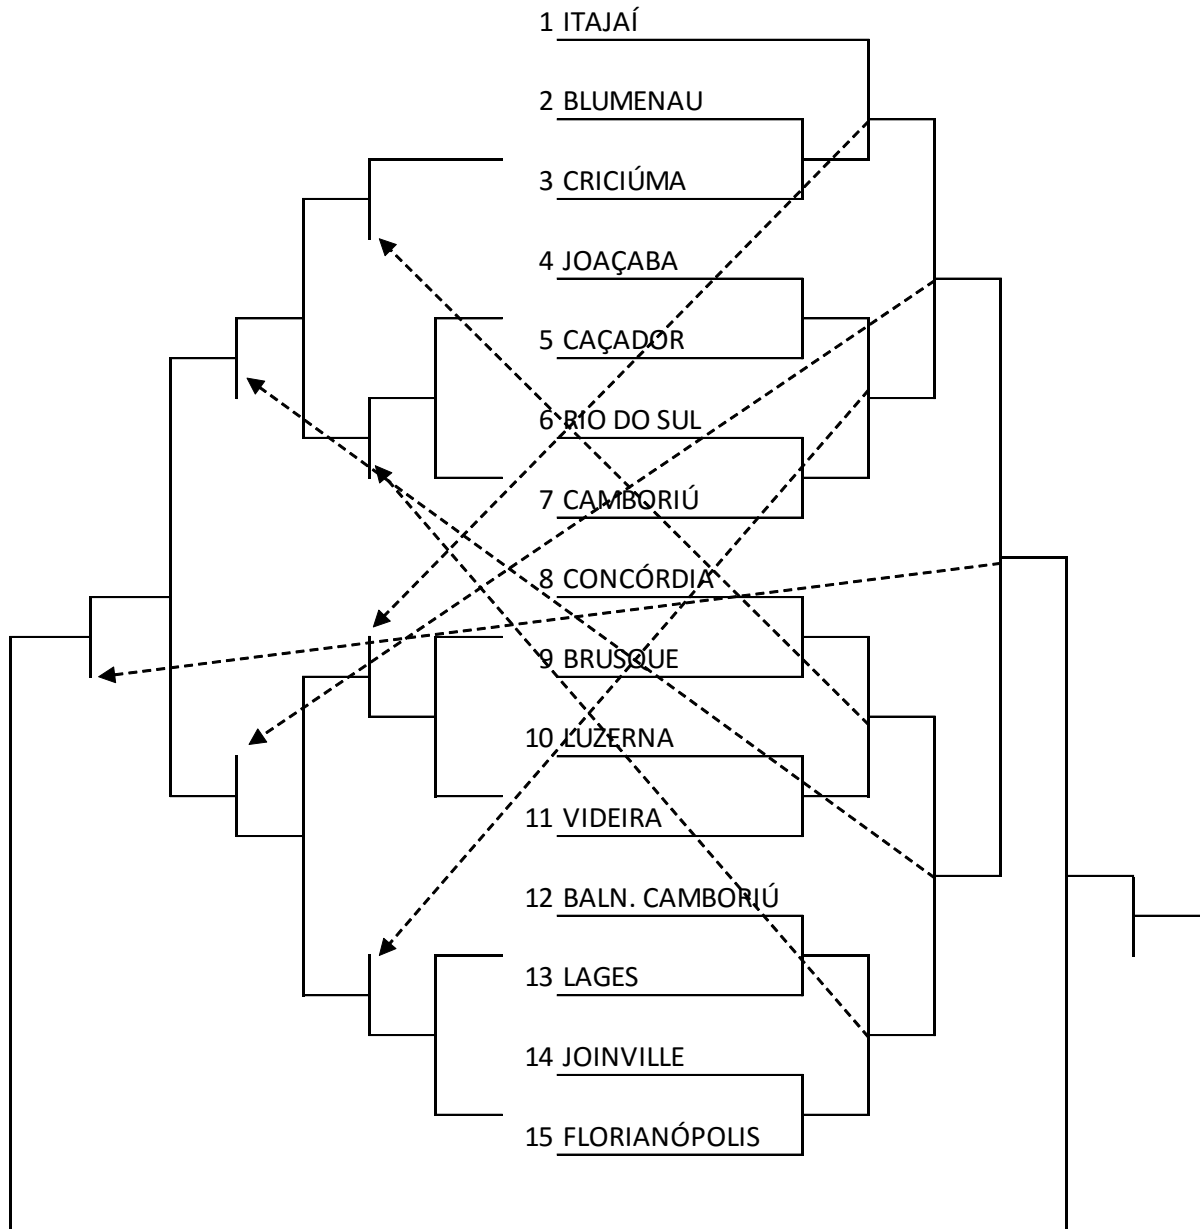 1 ITAJAÍ
2 BLUMENAU
3 CRICIÚMA
4 JOAÇABA
5 CAÇADOR
6 RIO DO SUL
7 CAMBORIÚ
8 CONCÓRDIA
9 BRUSQUE
10 LUZERNA
11 VIDEIRA
12 BALN. CAMBORIÚ
13 LAGES
14 JOINVILLE
15 FLORIANÓPOLIS